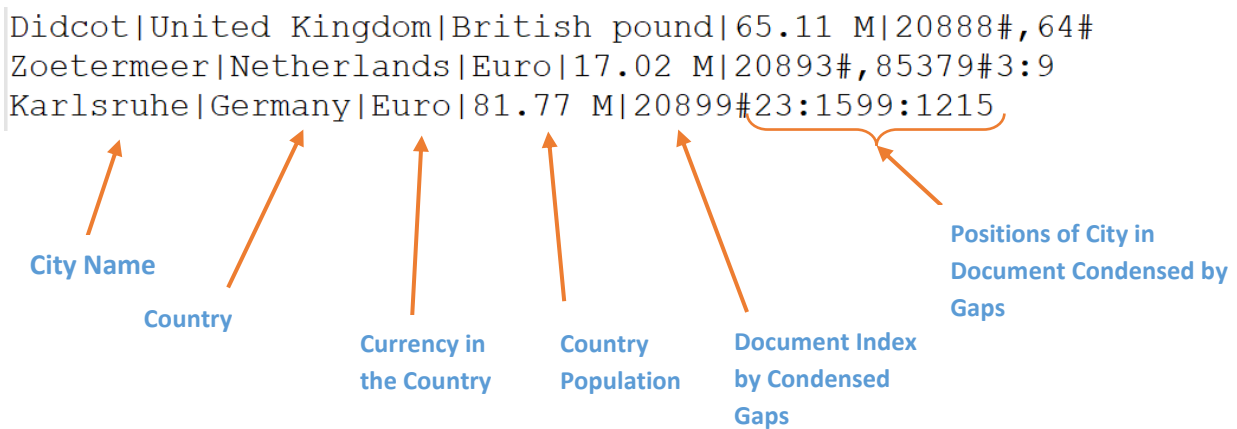 Didcot|United Kingdom|British pound|65.11 M|20888#,64#
Zoetermeer|Netherlands|Euro|17.02 M|20893#,85379#3:9
Karlsruhe|Germany|Euro|81.77 M|20899#23:1599:1215
City Name
Country
Currency in
the Country
Country
Population
Document Index
by Condensed
Gaps
Positions of City in
Document Condensed by
Gaps